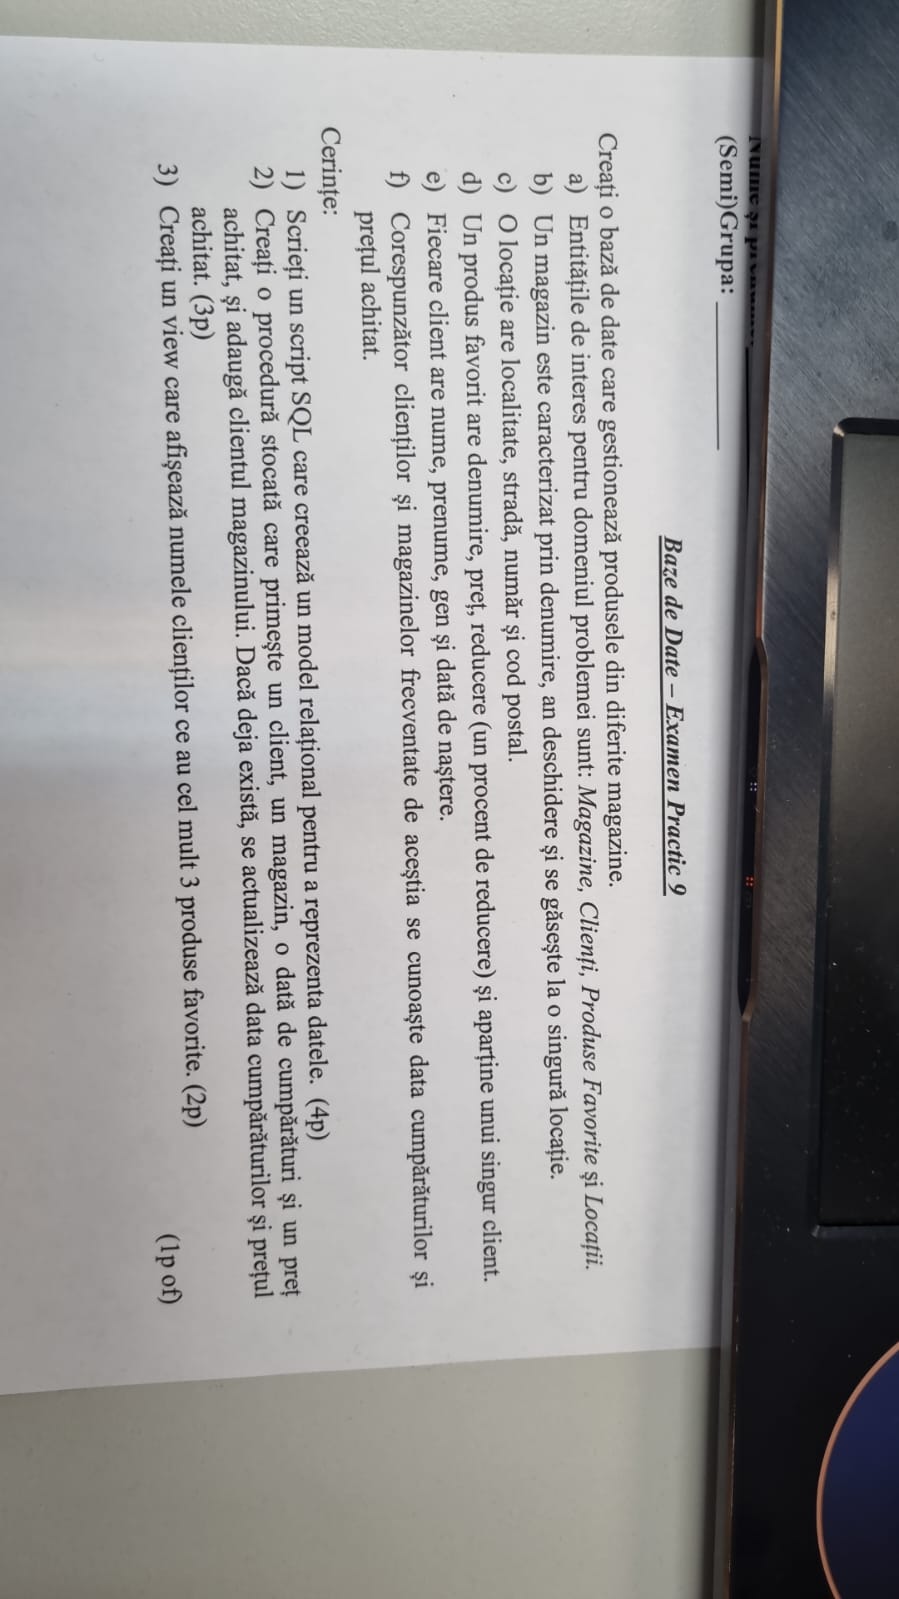 Nume și prenume:
(Semi)Grupa:
Baze de Date – Examen Practic 9
Creați o bază de date care gestionează produsele din diferite magazine.
a) Entitățile de interes pentru domeniul problemei sunt: Magazine, Clienți, Produse Favorite și Locații.
b) Un magazin este caracterizat prin denumire, an deschidere și se găsește la o singură locație.
c) O locație are localitate, stradă, număr și cod postal.
d) Un produs favorit are denumire, preț, reducere (un procent de reducere) și aparține unui singur client.
e) Fiecare client are nume, prenume, gen și dată de naștere.
f) Corespunzător clienților și magazinelor frecventate de aceștia se cunoaște data cumpărăturilor și
prețul achitat.
Cerințe:
1) Scrieți un script SQL care creează un model relațional pentru a reprezenta datele. (4p)
2) Creați o procedură stocată care primește un client, un magazin, o dată de cumpărături și un preț
achitat, și adaugă clientul magazinului. Dacă deja există, se actualizează data cumpărăturilor și prețul
achitat. (3p)
3) Creați un view care afișează numele clienților ce au cel mult 3 produse favorite. (2p)
(1p of)